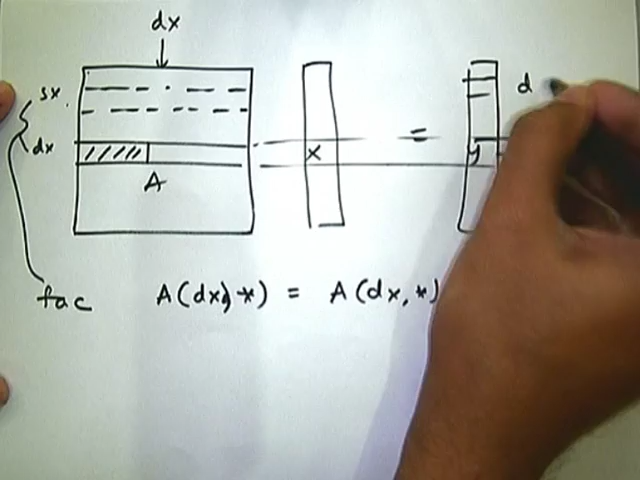 dx
sx.
dx
A
x
=
y
d
fac
A(dx, *) = A(dx, *)